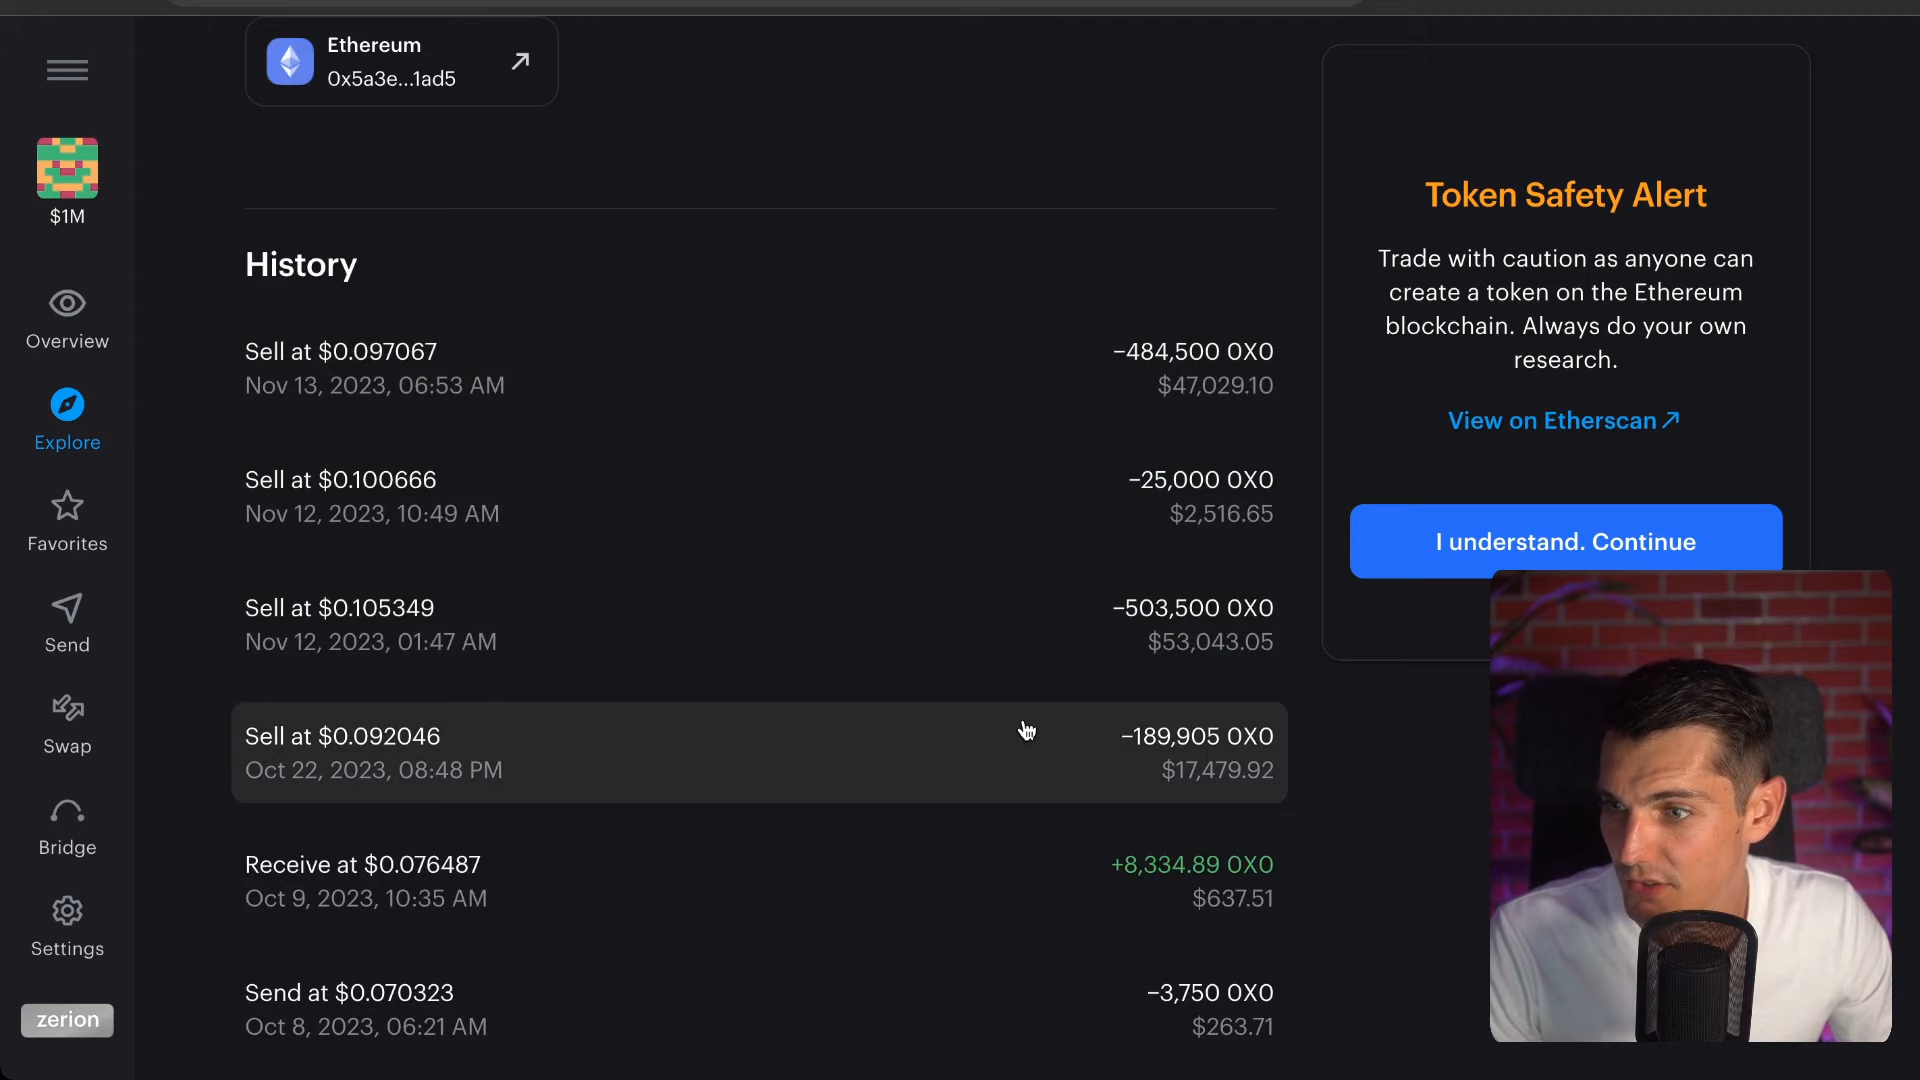 Ethereum
0x5a3e...1ad5
$1M
Overview
Explore
Favorites
Send
Swap
Bridge
Settings
zerion
History
Sell at $0.097067
−484,500 0X0
Nov 13, 2023, 06:53 AM
$47,029.10
Sell at $0.100666
−25,000 0X0
Nov 12, 2023, 10:49 AM
$2,516.65
Sell at $0.105349
−503,500 0X0
Nov 12, 2023, 01:47 AM
$53,043.05
Sell at $0.092046
−189,905 0X0
Oct 22, 2023, 08:48 PM
$17,479.92
Receive at $0.076487
+8,334.89 0X0
Oct 9, 2023, 10:35 AM
$637.51
Send at $0.070323
−3,750 0X0
Oct 8, 2023, 06:21 AM
$263.71
Token Safety Alert
Trade with caution as anyone can
create a token on the Ethereum
blockchain. Always do your own
research.
View on Etherscan
I understand. Continue